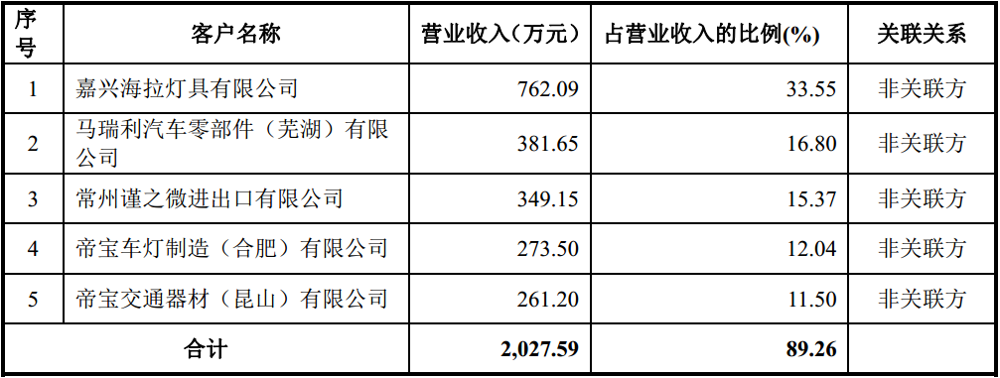 序号 客户名称 营业收入（万元） 占营业收入的比例(%) 关联关系
1 嘉兴海拉灯具有限公司 762.09 33.55 非关联方
2 马瑞利汽车零部件（芜湖）有限公司 381.65 16.80 非关联方
3 常州谨之微进出口有限公司 349.15 15.37 非关联方
4 帝宝车灯制造（合肥）有限公司 273.50 12.04 非关联方
5 帝宝交通器材（昆山）有限公司 261.20 11.50 非关联方
合计 2,027.59 89.26